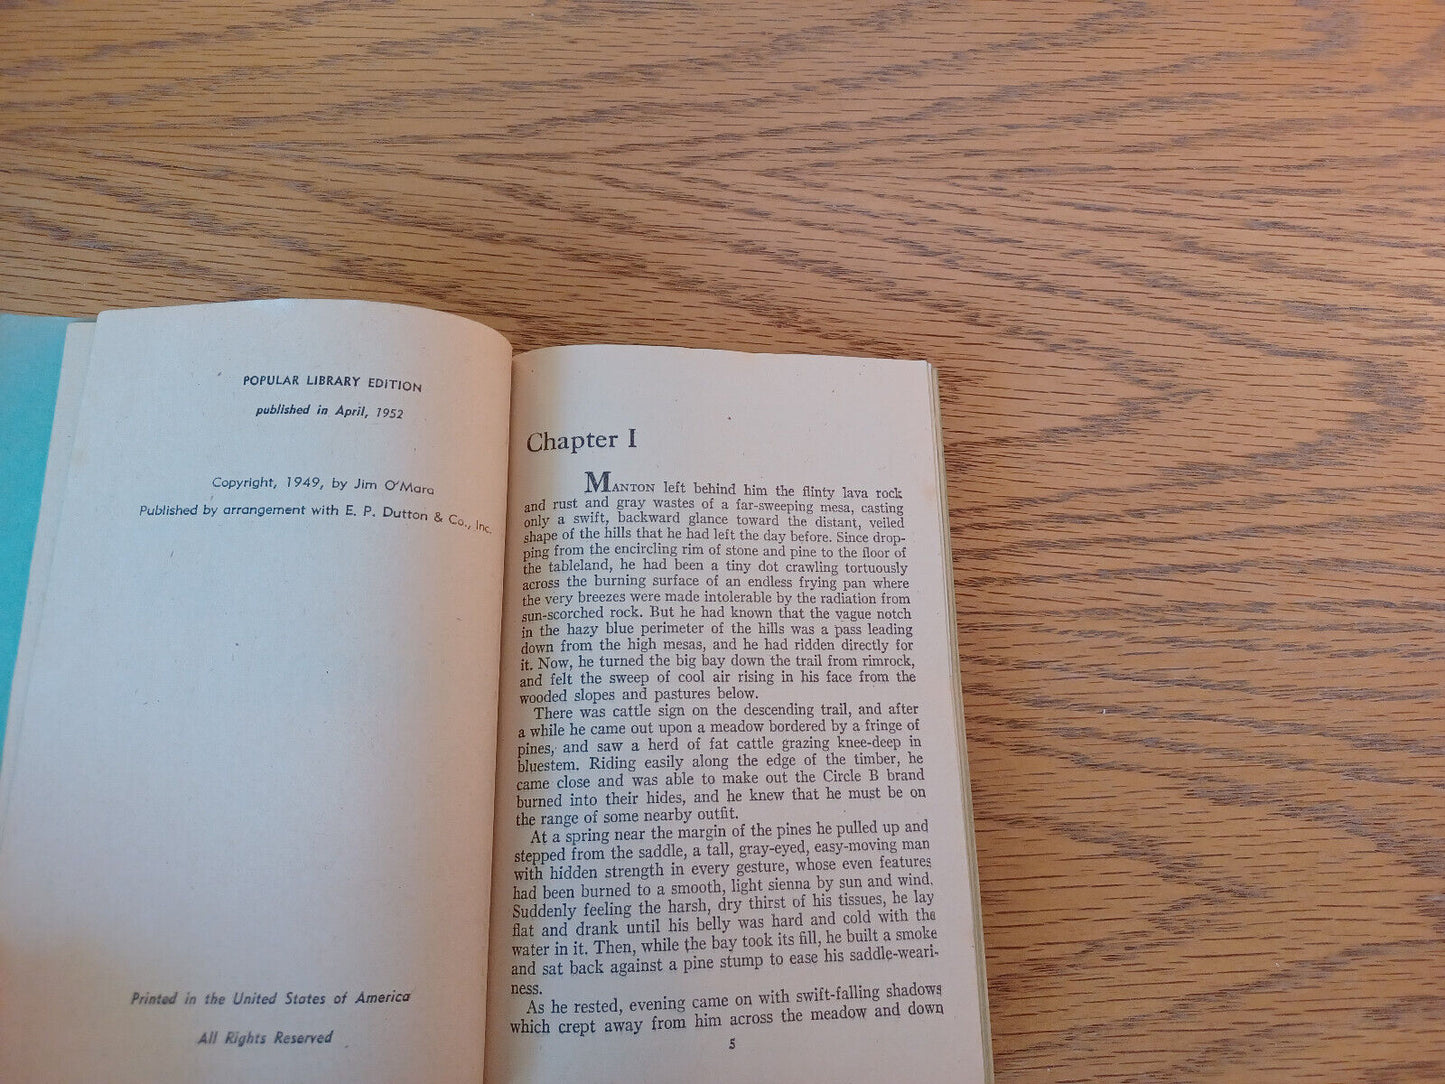 POPULAR LIBRARY EDITION
published in April, 1952
Copyright, 1949, by Jim O'Mara
Published by arrangement with E. P. Dutton & Co., Inc.
Printed in the United States of America
All Rights Reserved
Chapter I
MANTON left behind him the flinty lava rock
and rust and gray wastes of a far-sweeping mesa, casting
only a swift, backward glance toward the distant, veiled
shape of the hills that he had left the day before. Since drop-
ping from the encircling rim of stone and pine to the floor of
the tableland, he had been a tiny dot crawling tortuously
across the burning surface of an endless frying pan where
the very breezes were made intolerable by the radiation from
sun-scorched rock. But he had known that the vague notch
in the hazy blue perimeter of the hills was a pass leading
down from the high mesas, and he had ridden directly for
it. Now, he turned the big bay down the trail from rimrock,
and felt the sweep of cool air rising in his face from the
wooded slopes and pastures below.
There was cattle sign on the descending trail, and after
a while he came out upon a meadow bordered by a fringe of
pines, and saw a herd of fat cattle grazing knee-deep in
bluestem. Riding easily along the edge of the timber, he
came close and was able to make out the Circle B brand
burned into their hides, and he knew that he must be on
the range of some nearby outfit.
At a spring near the margin of the pines he pulled up and
stepped from the saddle, a tall, gray-eyed, easy-moving man
with hidden strength in every gesture, whose even features
had been burned to a smooth, light sienna by sun and wind.
Suddenly feeling the harsh, dry thirst of his tissues, he lay
flat and drank until his belly was hard and cold with the
water in it. Then, while the bay took its fill, he built a smoke
and sat back against a pine stump to ease his saddle-weari-
ness.
As he rested, evening came on with swift-falling shadows
which crept away from him across the meadow and down
5